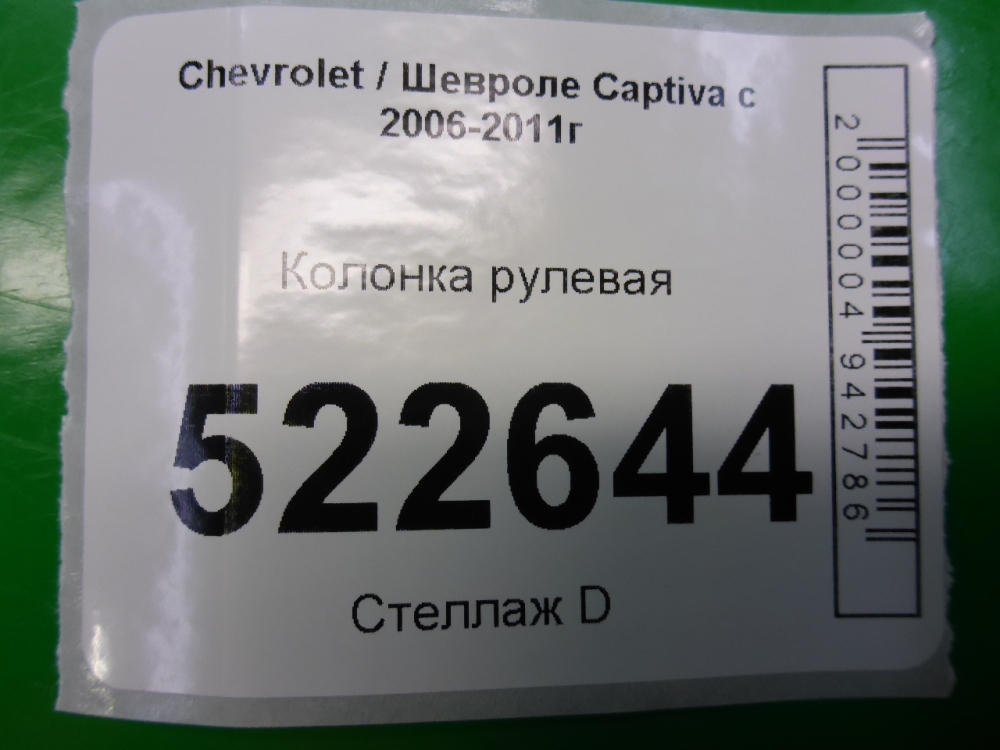 Chevrolet / Шевроле Captiva с
2006-2011г
Колонка рулевая
522644
Стеллаж D
2000004942786